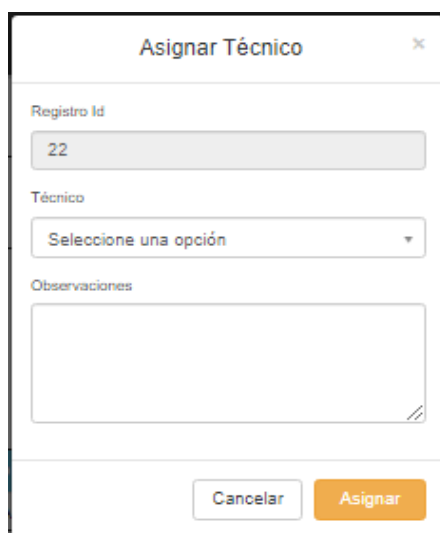 Asignar Técnico ×
Registro Id
22
Técnico
Seleccione una opción
Observaciones
Cancelar Asignar